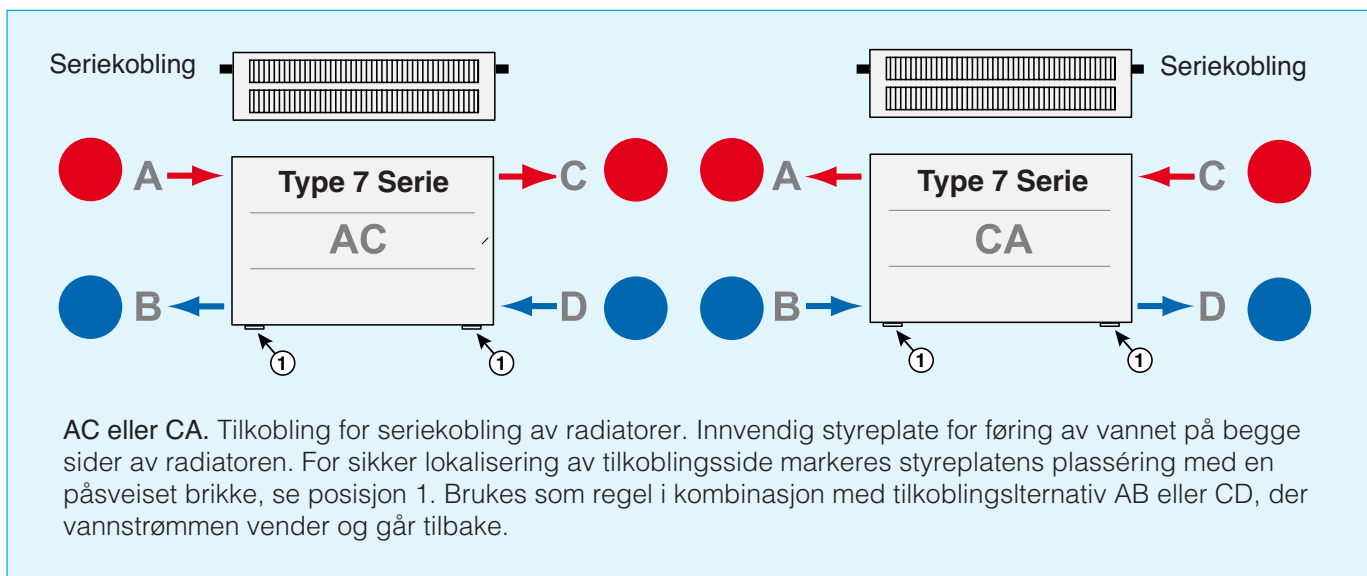 Seriekobling
Seriekobling
A
Type 7 Serie
C
A
Type 7 Serie
C
AC
CA
B
D
B
D
1
1
1
1
AC eller CA. Tilkobling for seriekobling av radiatorer. Innvendig styreplate for føring av vannet på begge
sider av radiatoren. For sikker lokalisering av tilkoblingsside markeres styreplatens plasséring med en
påsveiset brikke, se posisjon 1. Brukes som regel i kombinasjon med tilkoblingslternativ AB eller CD, der
vannstrømmen vender og går tilbake.